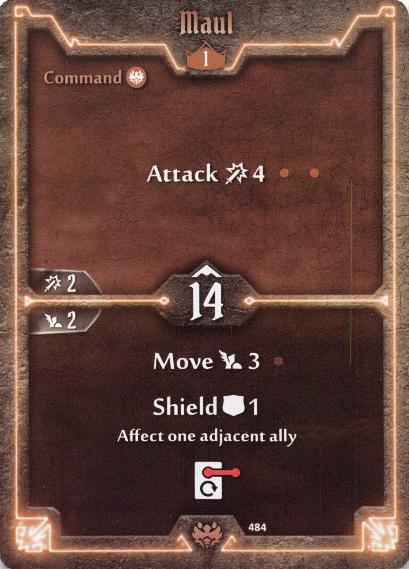 Maul
1
Command
Attack 4
2
14
2
Move 3
Shield 1
Affect one adjacent ally
484